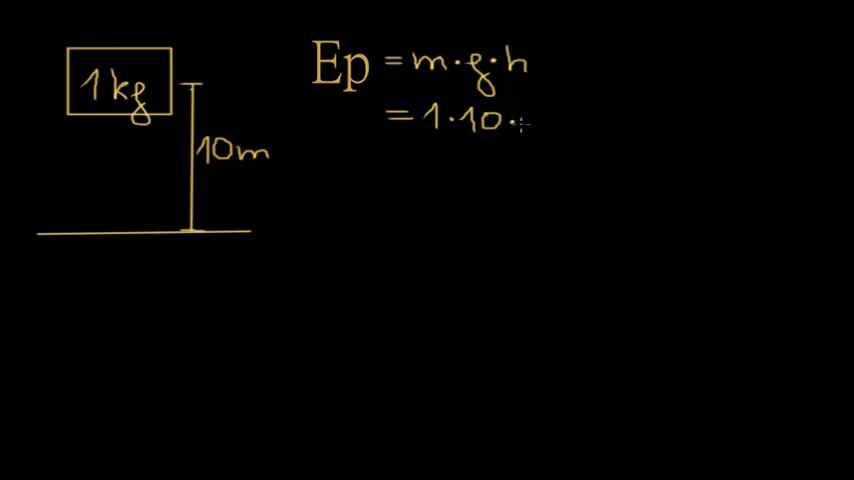 1 kg
10m
Ep = m·g·h
= 1·10·